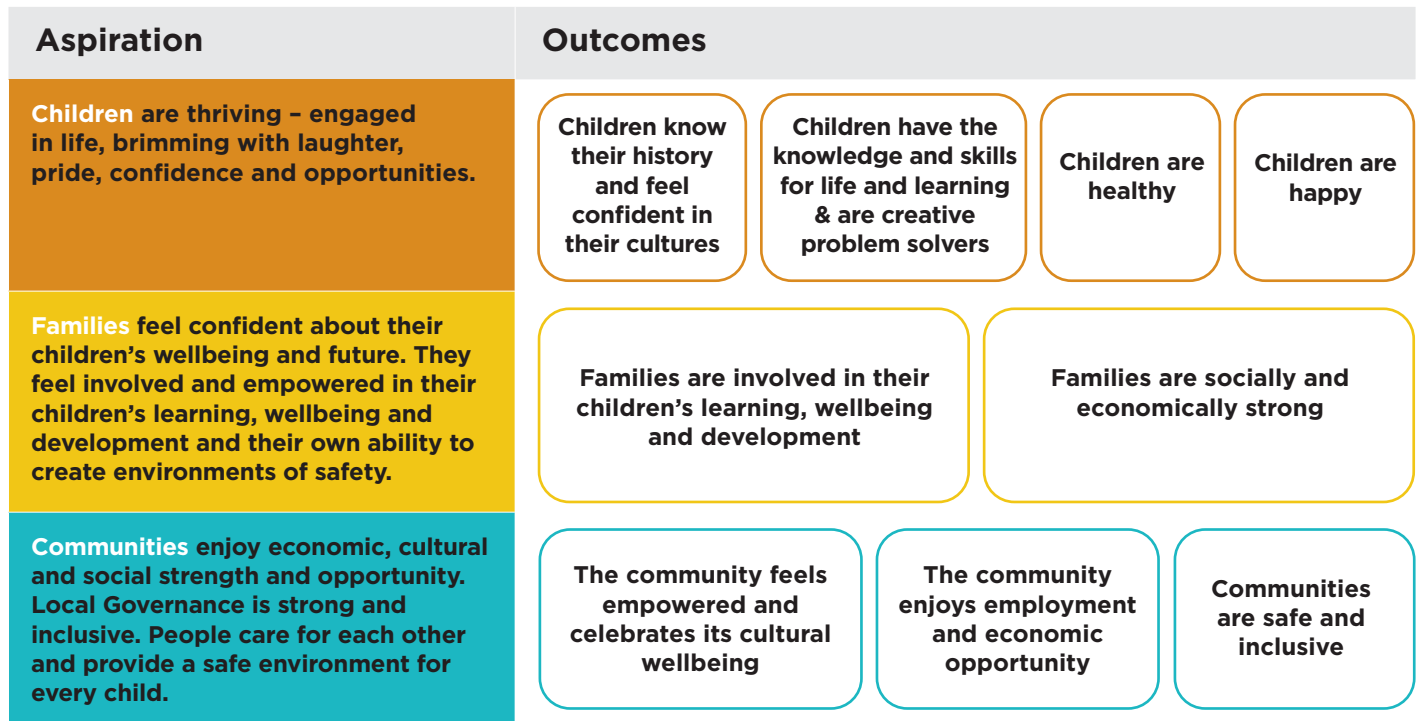 Aspiration
Outcomes
Children are thriving – engaged
in life, brimming with laughter,
pride, confidence and opportunities.
Children know
their history
and feel
confident in
their cultures
Children have the
knowledge and skills
for life and learning
& are creative
problem solvers
Children are
healthy
Children are
happy
Families feel confident about their
children’s wellbeing and future. They
feel involved and empowered in their
children’s learning, wellbeing and
development and their own ability to
create environments of safety.
Families are involved in their
children’s learning, wellbeing
and development
Families are socially and
economically strong
Communities enjoy economic, cultural
and social strength and opportunity.
Local Governance is strong and
inclusive. People care for each other
and provide a safe environment for
every child.
The community feels
empowered and
celebrates its cultural
wellbeing
The community
enjoys employment
and economic
opportunity
Communities
are safe and
inclusive